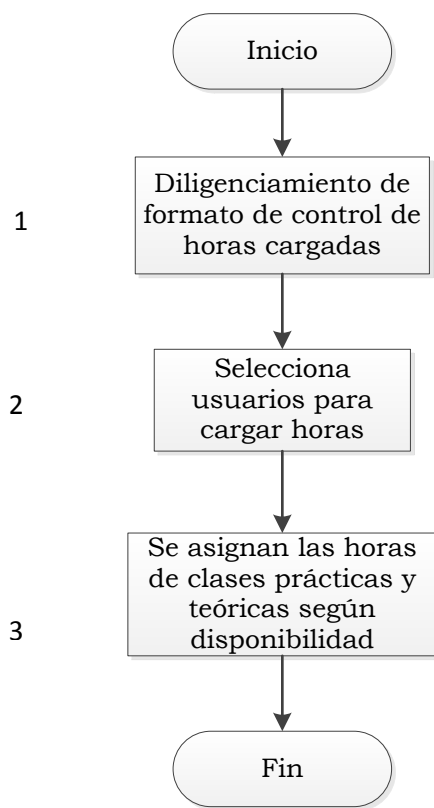 Inicio
1
Diligenciamiento de
formato de control de
horas cargadas
2
Selecciona
usuarios para
cargar horas
3
Se asignan las horas
de clases prácticas y
teóricas según
disponibilidad
Fin